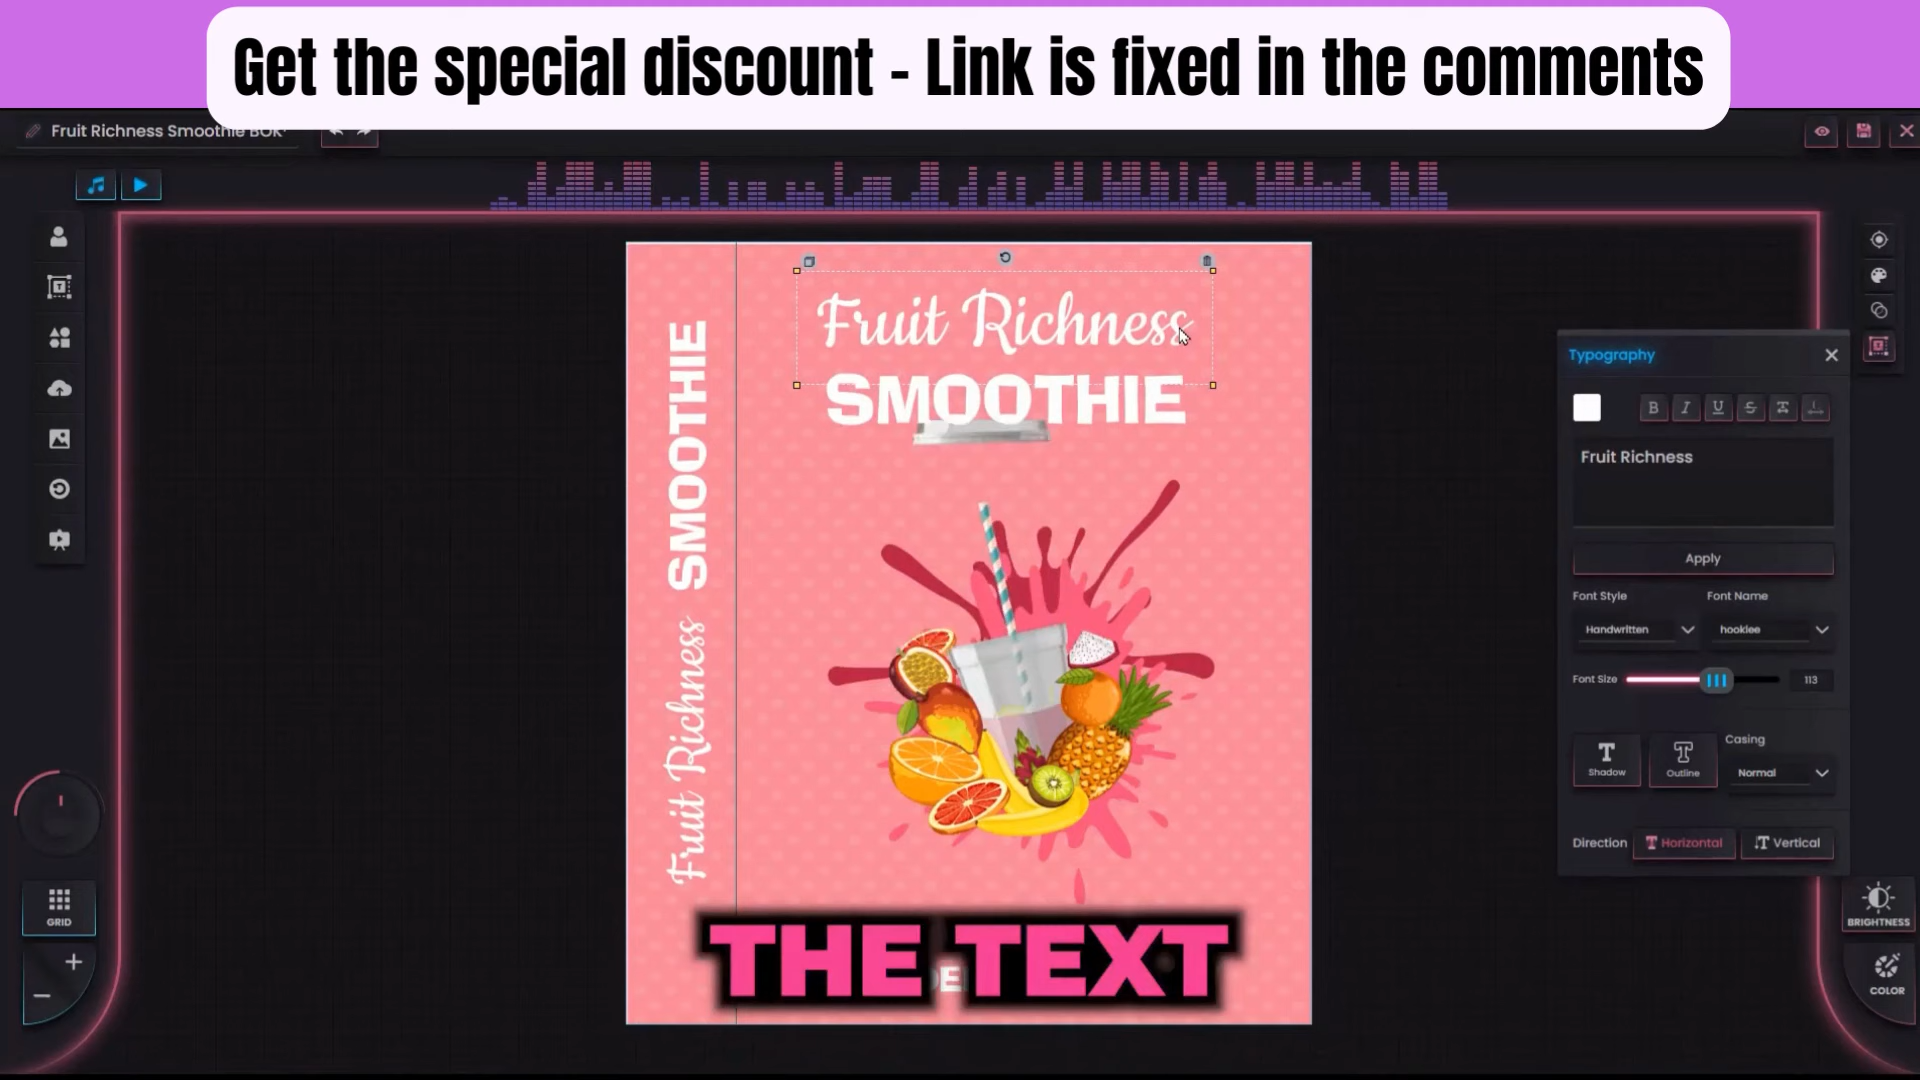 Get the special discount - Link is fixed in the comments
Fruit Richness Smoothie BOK
Fruit Richness
SMOOTHIE
Fruit Richness SMOOTHIE
THE TEXT
Typography
B I U S T
Fruit Richness
Apply
Font Style Font Name
Handwritten hooklee
Font Size 113
T Shadow T Outline Casing
Normal
Direction Horizontal Vertical
GRID
BRIGHTNESS
COLOR